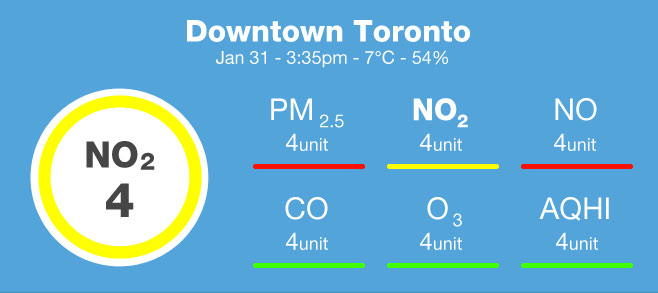 Downtown Toronto
Jan 31 - 3:35pm - 7°C - 54%
NO₂
4
PM 2.5
4unit
NO₂
4unit
NO
4unit
CO
4unit
O₃
4unit
AQHI
4unit